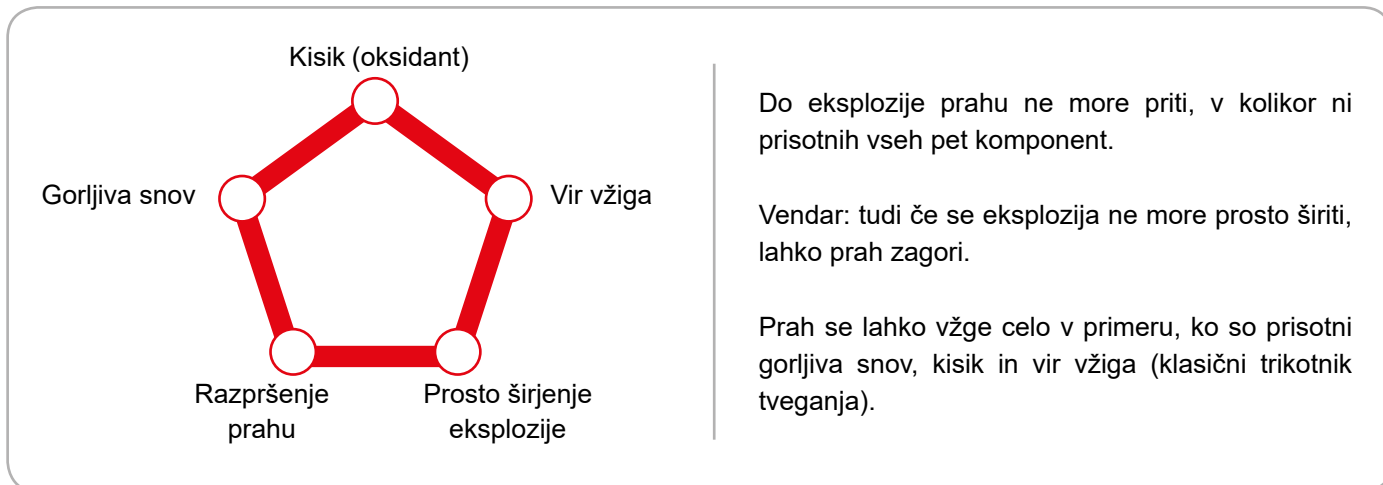 Kisik (oksidant)
Gorljiva snov
Vir vžiga
Razpršenje
prahu
Prosto širjenje
eksplozije
Do eksplozije prahu ne more priti, v kolikor ni
prisotnih vseh pet komponent.
Vendar: tudi če se eksplozija ne more prosto širiti,
lahko prah zagori.
Prah se lahko vžge celo v primeru, ko so prisotni
gorljiva snov, kisik in vir vžiga (klasični trikotnik
tveganja).